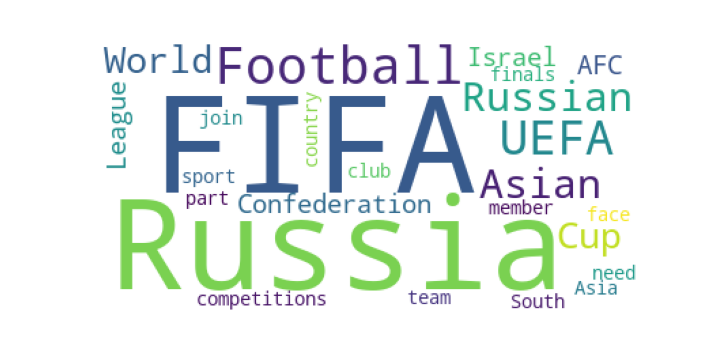 World
Football
Israel
AFC
finals
League
FIFA
country
Russian
join
UEFA
sport
club
Asian
part
Confederation
member
face
Russia
Cup
need
Asia
competitions
team
South